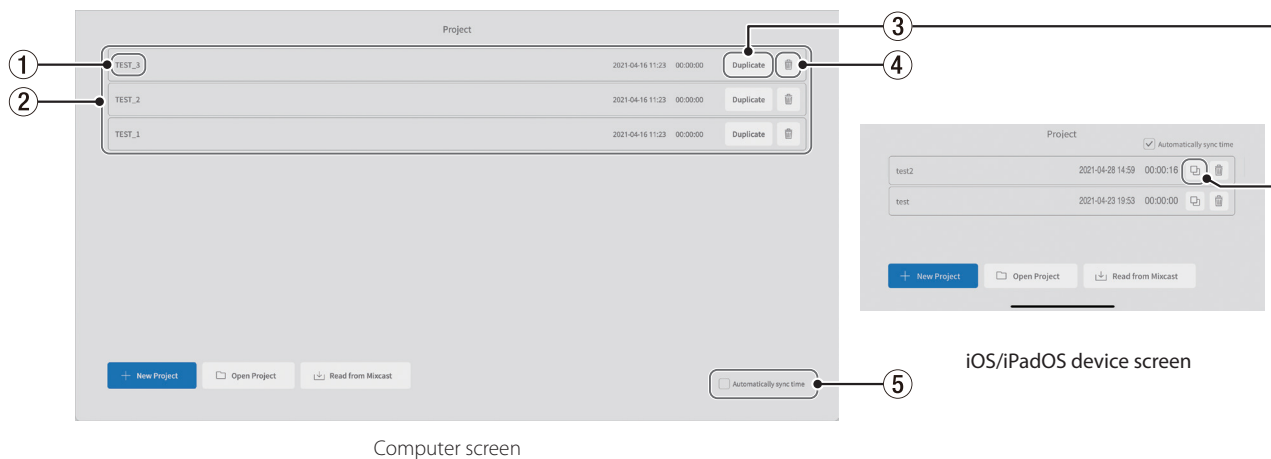 Project
TEST_3 2021-04-16 11:23 00:00:00 Duplicate
TEST_2 2021-04-16 11:23 00:00:00 Duplicate
TEST_1 2021-04-16 11:23 00:00:00 Duplicate
+ New Project Open Project Read from Mixcast
Automatically sync time
Computer screen
1
2
3
4
5
Project
Automatically sync time
test2 2021-04-28 14:59 00:00:16
test 2021-04-23 19:53 00:00:00
+ New Project Open Project Read from Mixcast
iOS/iPadOS device screen